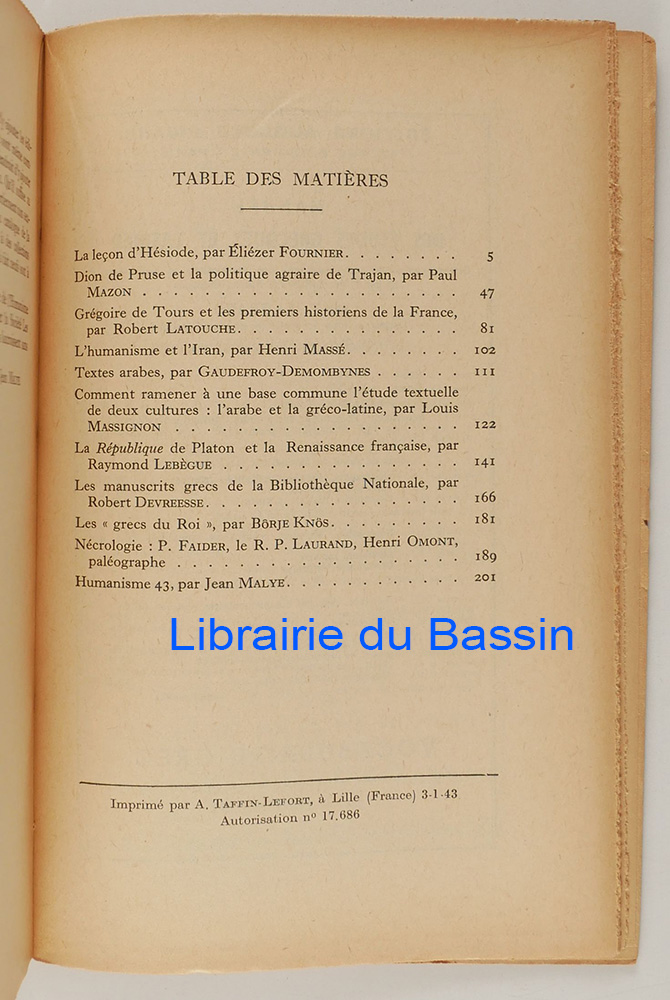 TABLE DES MATIÈRES
La leçon d'Hésiode, par Éliézer FOURNIER. . . . . . . . 5
Dion de Pruse et la politique agraire de Trajan, par Paul
MAZON . . . . . . . . . . . . . . . . . . . . 47
Grégoire de Tours et les premiers historiens de la France,
par Robert LATOUCHE. . . . . . . . . . . . . . 81
L'humanisme et l'Iran, par Henri MASSÉ. . . . . . . . 102
Textes arabes, par GAUDEFROY-DEMOMBYNES . . . . . . 111
Comment ramener à une base commune l'étude textuelle
de deux cultures : l'arabe et la gréco-latine, par Louis
MASSIGNON . . . . . . . . . . . . . . . . . . 122
La République de Platon et la Renaissance française, par
Raymond LEBÈGUE . . . . . . . . . . . . . . . 141
Les manuscrits grecs de la Bibliothèque Nationale, par
Robert DEVREESSE. . . . . . . . . . . . . . . . 166
Les « grecs du Roi », par BÖRJE KNÖS. . . . . . . . . 181
Nécrologie : P. FAIDER, le R. P. LAURAND, Henri OMONT,
paléographe . . . . . . . . . . . . . . . . . . 189
Humanisme 43, par Jean MALYE. . . . . . . . . . . 201
Librairie du Bassin
Imprimé par A. TAFFIN-LEFORT, à Lille (France) 3-1-43
Autorisation nº 17.686